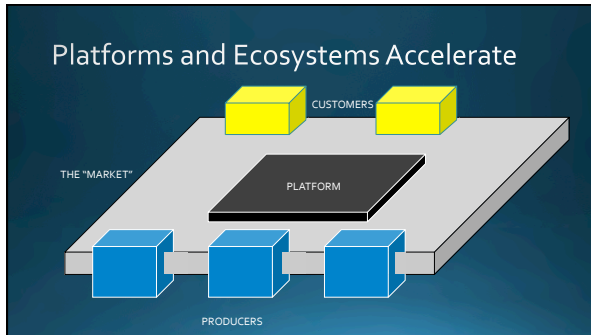 Platforms and Ecosystems Accelerate
CUSTOMERS
THE "MARKET"
PLATFORM
PRODUCERS